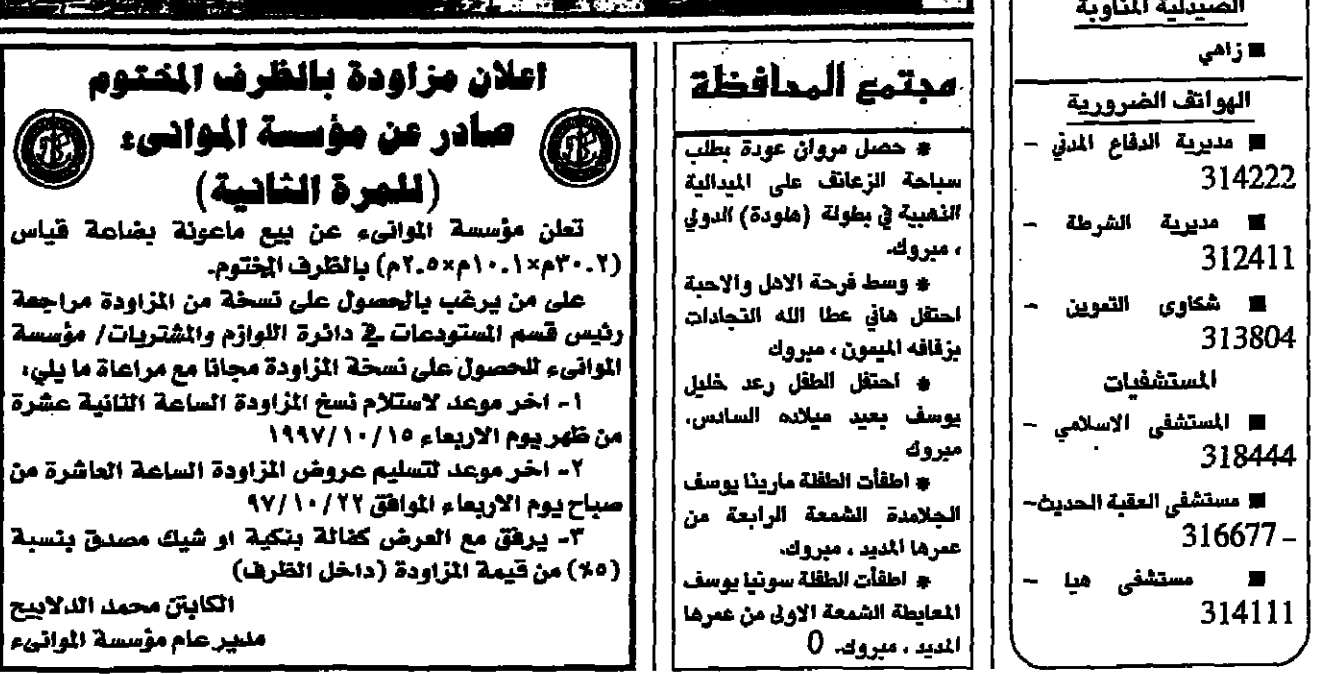 الصيدلية المناوبة
■ زاهي
الهواتف الضرورية
■ مديرية الدفاع المدني –
314222
■ مديرية الشرطة –
312411
■ شكاوى التموين –
313804
المستشفيات
■ المستشفى الاسلامي –
318444
■ مستشفى العقبة الحديث–
– 316677
■ مستشفى هيا –
314111
مجتمع المحافظة
* حصل مروان عودة بطلب
سباحة الزعانف على الميدالية
الذهبية في بطولة (هلودة) الدولي
، مبروك.
* وسط فرحة الاهل والاحبة
احتفل هاني عطا الله النجادات
بزفافه الميمون ، مبروك
* احتفل الطفل رعد خليل
يوسف بعيد ميلاده السادس،
مبروك
* اطفأت الطفلة مارينا يوسف
الجلامدة الشمعة الرابعة من
عمرها المديد ، مبروك.
* اطفأت الطفلة سونيا يوسف
المعايطة الشمعة الاولى من عمرها
المديد ، مبروك. 0
اعلان مزاودة بالظرف المختوم
صادر عن مؤسسة الموانىء
(للمرة الثانية)
تعلن مؤسسة الموانىء عن بيع ماعونة بضاعة قياس
(٣٠.٢م×١٠.١م×٢.٥م) بالظرف المختوم.
على من يرغب بالحصول على نسخة من المزاودة مراجعة
رئيس قسم المستودعات في دائرة اللوازم والمشتريات/ مؤسسة
الموانىء للحصول على نسخة المزاودة مجانا مع مراعاة ما يلي:
١- اخر موعد لاستلام نسخ المزاودة الساعة الثانية عشرة
من ظهر يوم الاربعاء ١٩٩٧/١٠/١٥
٢- اخر موعد لتسليم عروض المزاودة الساعة العاشرة من
صباح يوم الاربعاء الموافق ٩٧/١٠/٢٢
٣- يرفق مع العرض كفالة بنكية او شيك مصدق بنسبة
(٥%) من قيمة المزاودة (داخل الظرف)
الكابتن محمد الدلابيح
مدير عام مؤسسة الموانىء